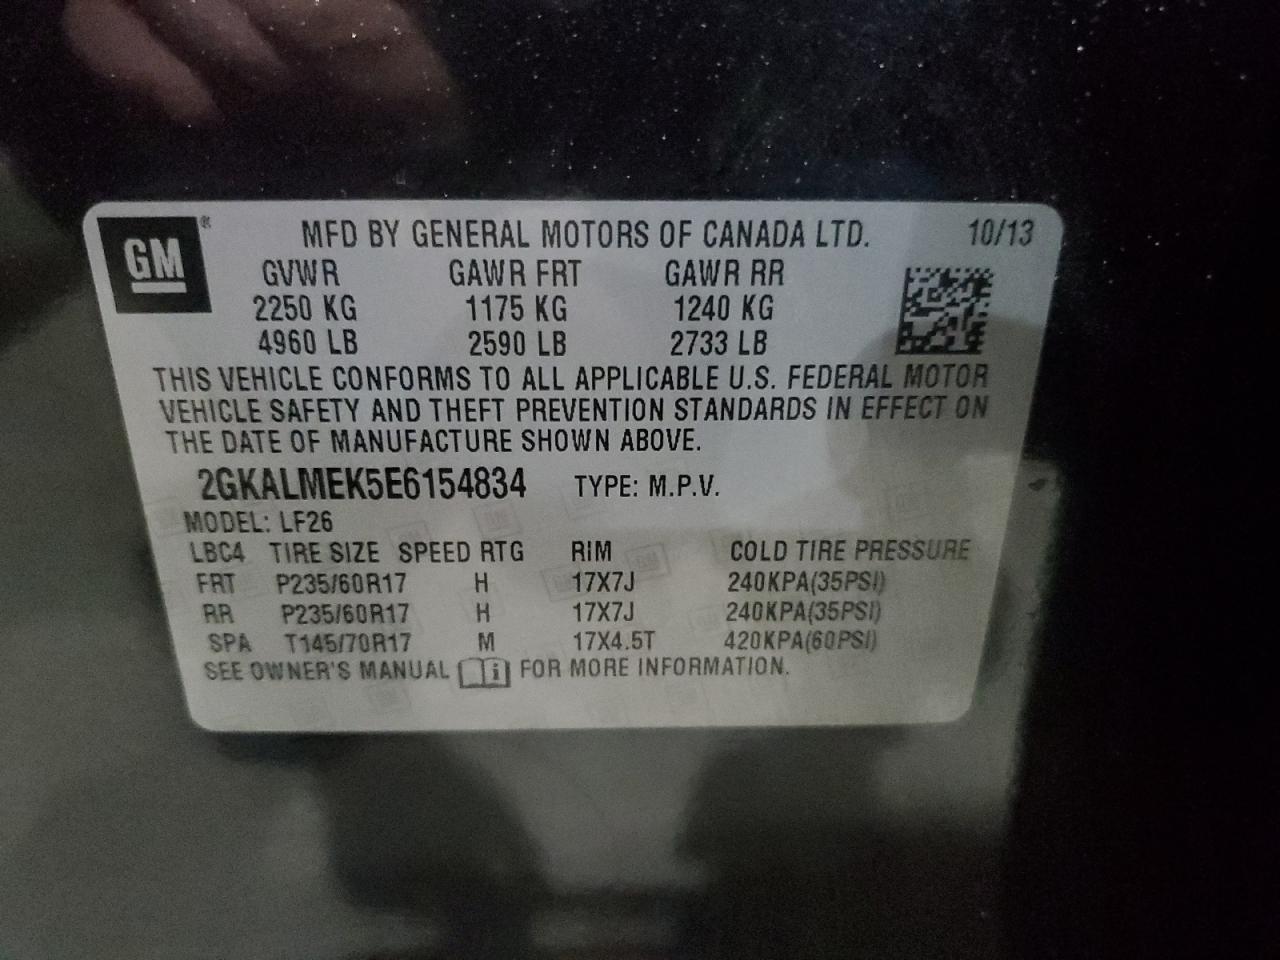 GM ® MFD BY GENERAL MOTORS OF CANADA LTD. 10/13
GVWR GAWR FRT GAWR RR
2250 KG 1175 KG 1240 KG
4960 LB 2590 LB 2733 LB
THIS VEHICLE CONFORMS TO ALL APPLICABLE U.S. FEDERAL MOTOR
VEHICLE SAFETY AND THEFT PREVENTION STANDARDS IN EFFECT ON
THE DATE OF MANUFACTURE SHOWN ABOVE.
2GKALMEK5E6154834 TYPE: M.P.V.
MODEL: LF26
LBC4 TIRE SIZE SPEED RTG RIM COLD TIRE PRESSURE
FRT P235/60R17 H 17X7J 240KPA(35PSI)
RR P235/60R17 H 17X7J 240KPA(35PSI)
SPA T145/70R17 M 17X4.5T 420KPA(60PSI)
SEE OWNER'S MANUAL i FOR MORE INFORMATION.